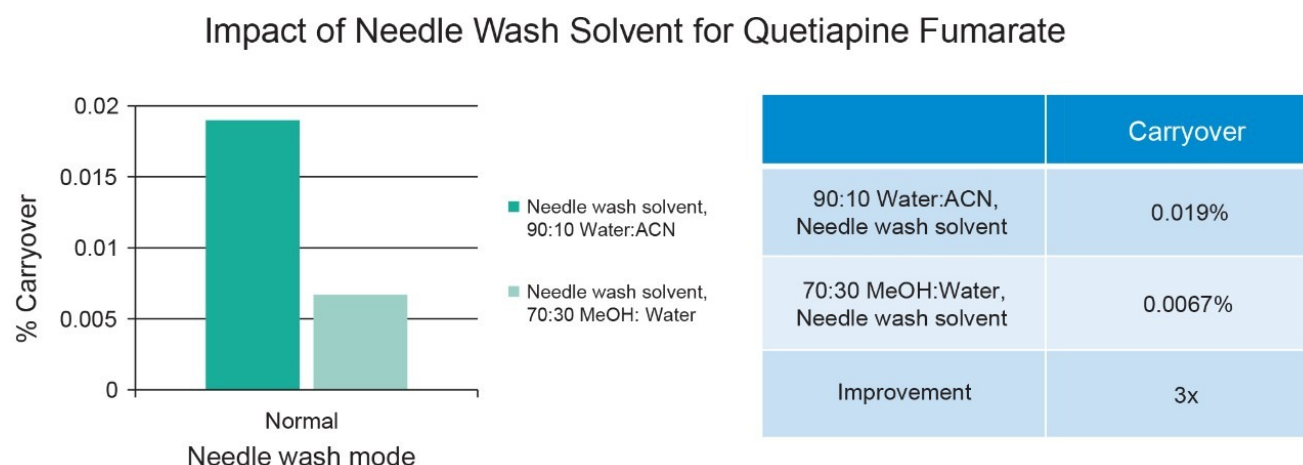 Impact of Needle Wash Solvent for Quetiapine Fumarate
% Carryover
0.02
0.015
0.01
0.005
0
Normal
Needle wash mode
Needle wash solvent,
90:10 Water:ACN
Needle wash solvent,
70:30 MeOH: Water
Carryover
90:10 Water:ACN,
Needle wash solvent
0.019%
70:30 MeOH:Water,
Needle wash solvent
0.0067%
Improvement
3x